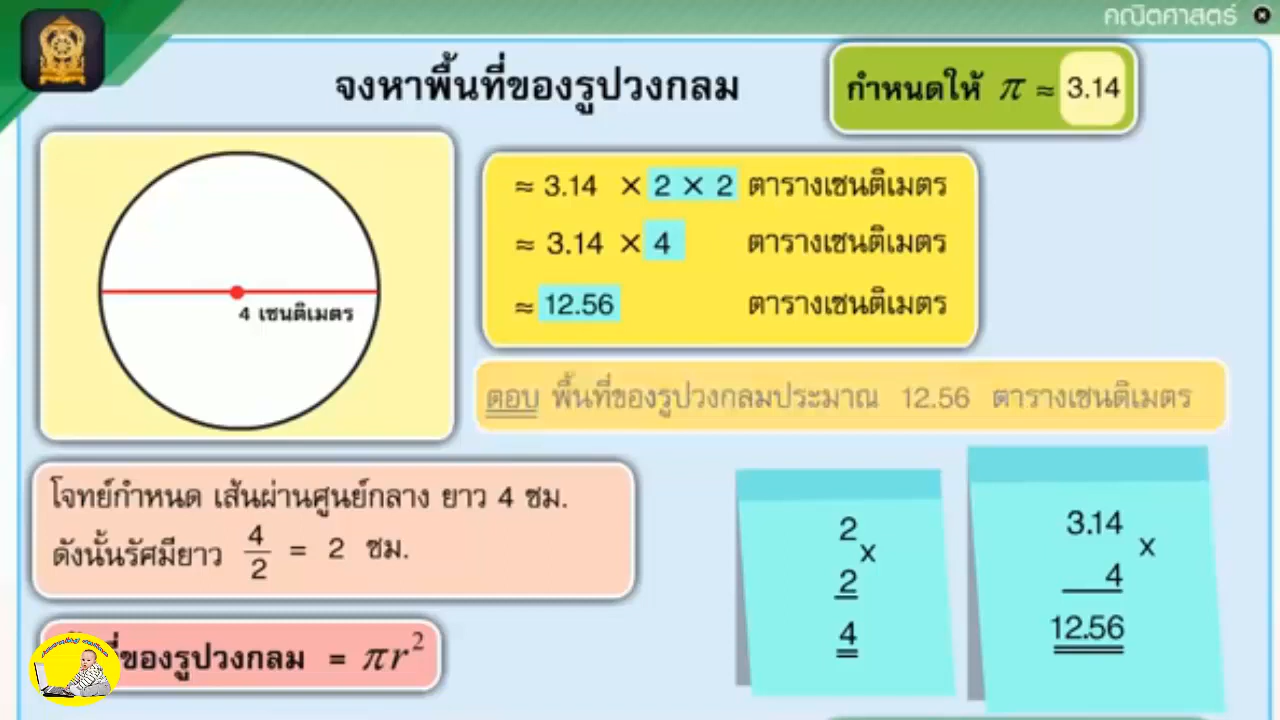 คณิตศาสตร์
จงหาพื้นที่ของรูปวงกลม
กำหนดให้ π ≈ 3.14
4 เซนติเมตร
≈ 3.14 × 2 × 2 ตารางเซนติเมตร
≈ 3.14 × 4 ตารางเซนติเมตร
≈ 12.56 ตารางเซนติเมตร
ตอบ พื้นที่ของรูปวงกลมประมาณ 12.56 ตารางเซนติเมตร
โจทย์กำหนด เส้นผ่านศูนย์กลาง ยาว 4 ซม.
ดังนั้นรัศมียาว 4/2 = 2 ซม.
ที่ของรูปวงกลม = πr²
2
x
2
4
3.14
x
4
12.56